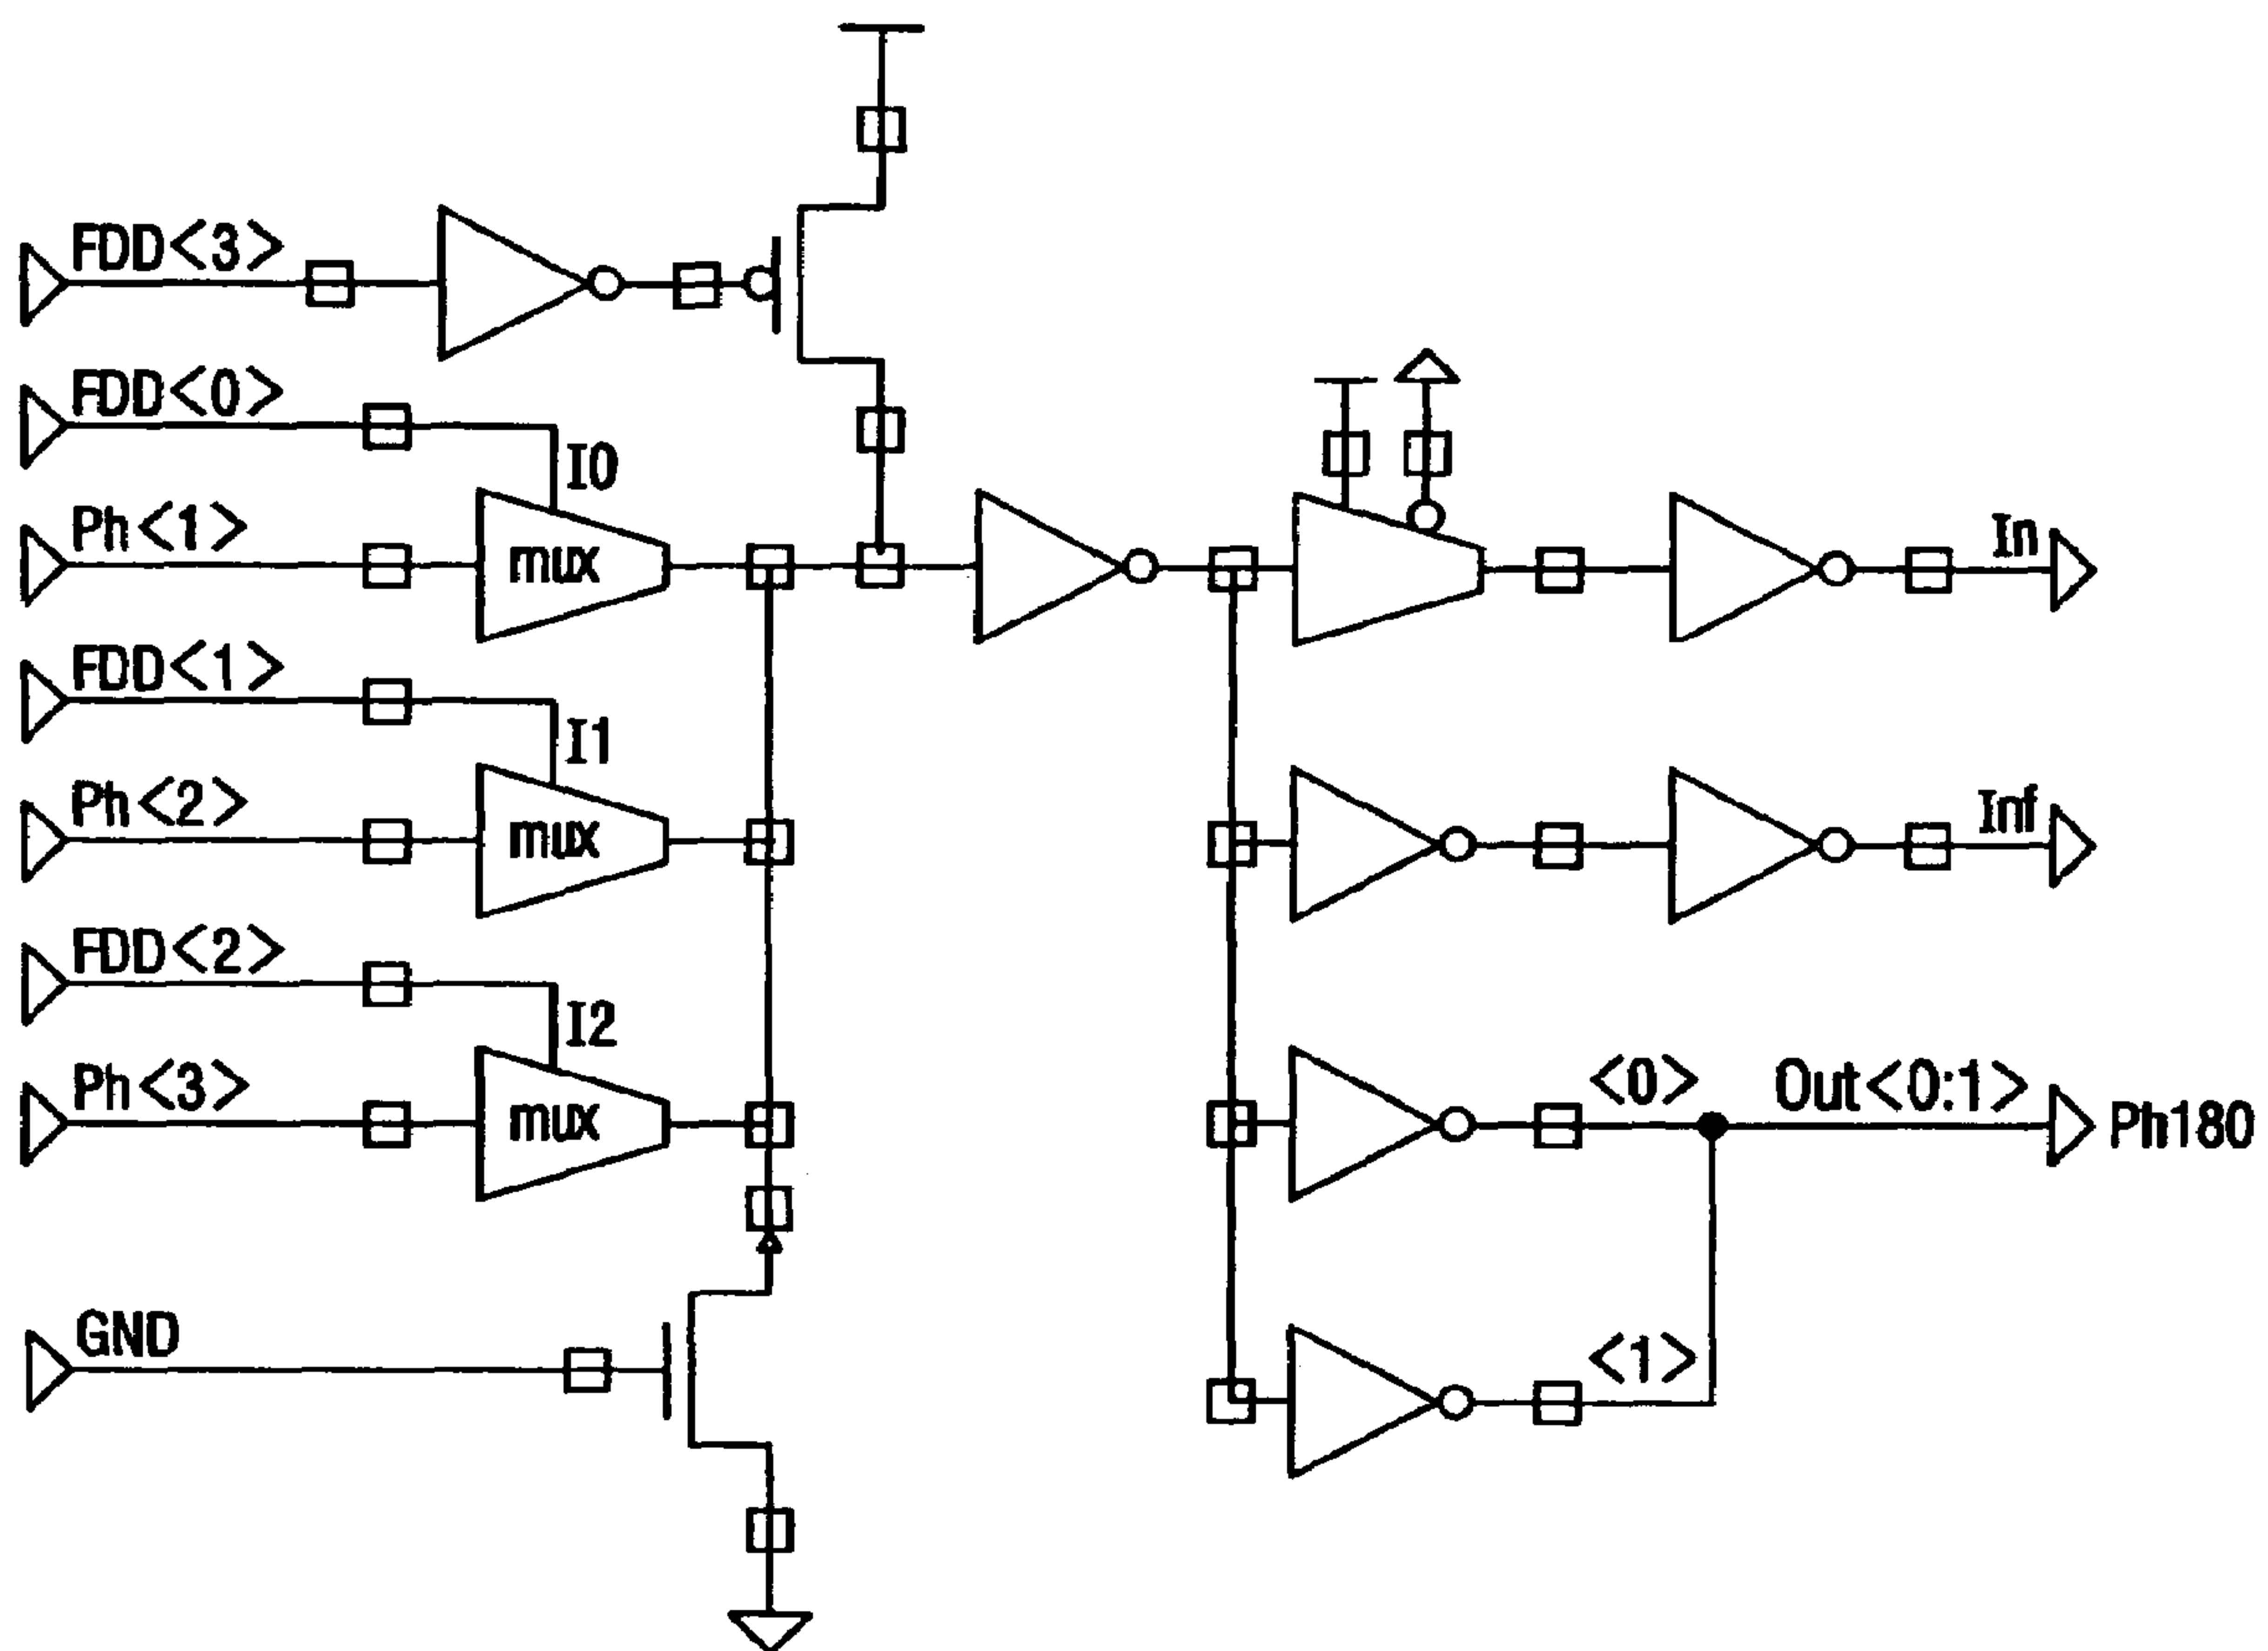 FDD<3>
FDD<0>
I0
Ph<1>
mux
In
FDD<1>
I1
Ph<2>
mux
Inf
FDD<2>
I2
Ph<3>
mux
<0>
Out<0:1>
Ph180
GND
<1>